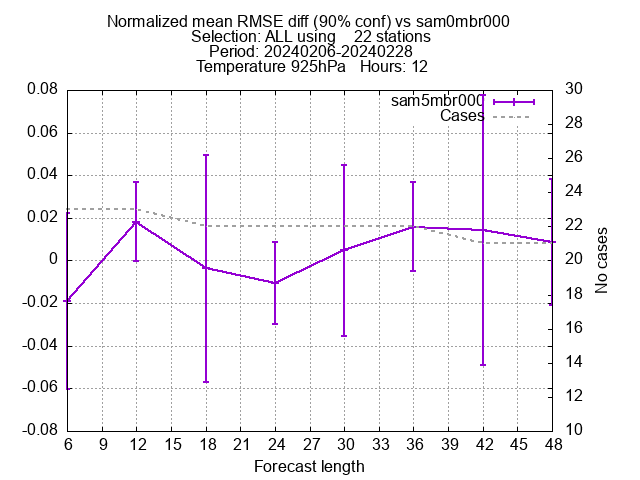 Normalized mean RMSE diff (90% conf) vs sam0mbr000
Selection: ALL using    22 stations
Period: 20240206-20240228
Temperature 925hPa   Hours: 12
sam5mbr000
Cases
0.08
0.06
0.04
0.02
0
-0.02
-0.04
-0.06
-0.08
30
28
26
24
22
20
18
16
14
12
10
No cases
6 9 12 15 18 21 24 27 30 33 36 39 42 45 48
Forecast length